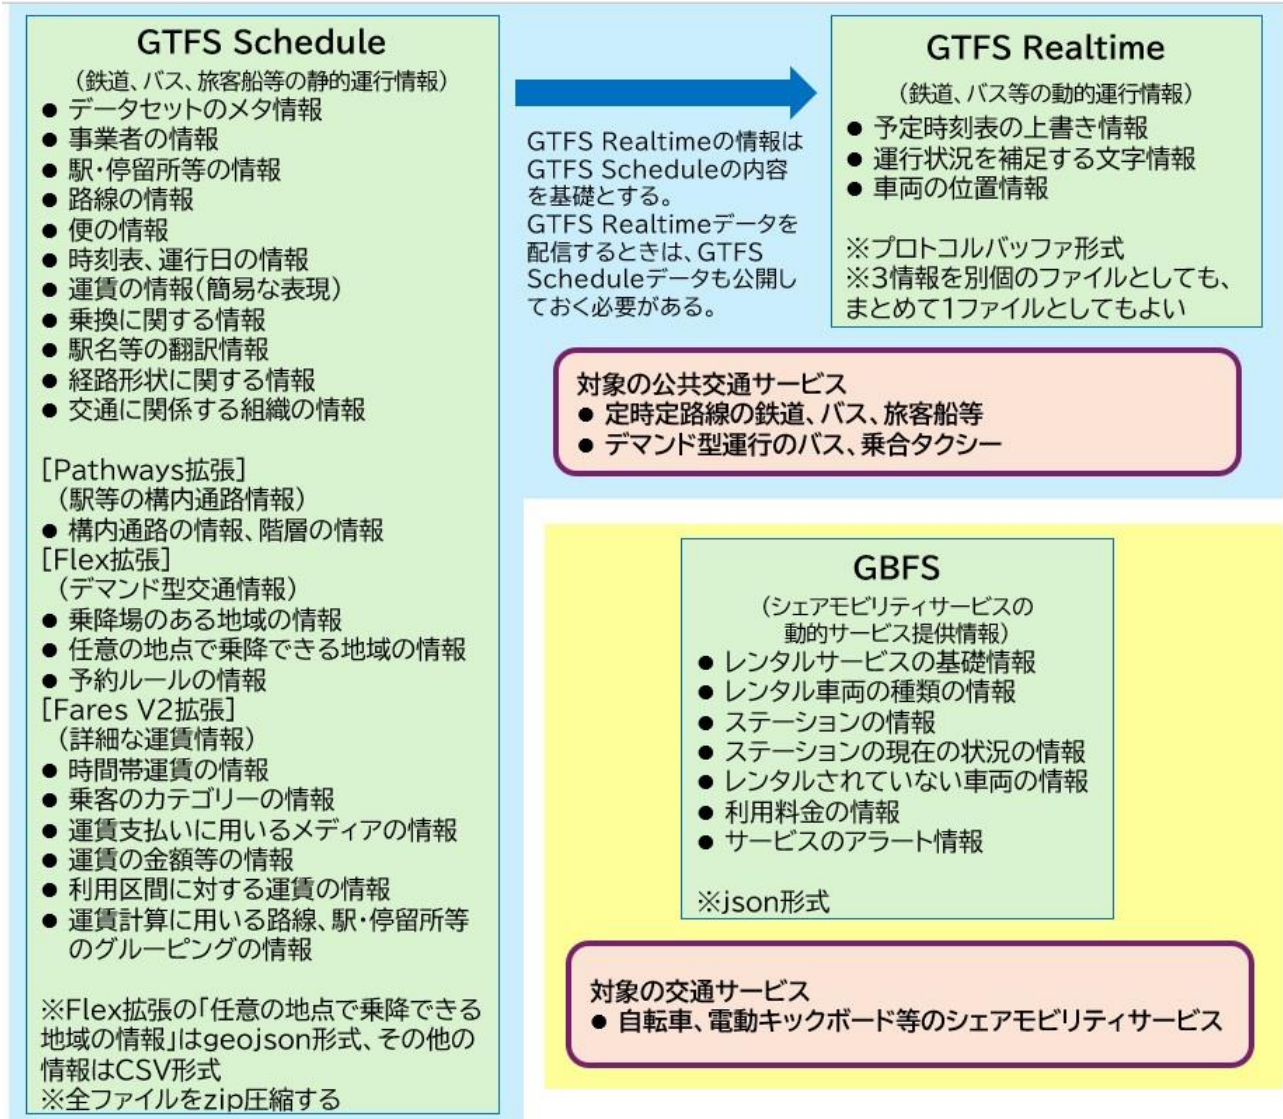 GTFS Schedule
（鉄道、バス、旅客船等の静的運行情報）
● データセットのメタ情報
● 事業者の情報
● 駅・停留所等の情報
● 路線の情報
● 便の情報
● 時刻表、運行日の情報
● 運賃の情報(簡易な表現)
● 乗換に関する情報
● 駅名等の翻訳情報
● 経路形状に関する情報
● 交通に関係する組織の情報
[Pathways拡張]
（駅等の構内通路情報）
● 構内通路の情報、階層の情報
[Flex拡張]
（デマンド型交通情報）
● 乗降場のある地域の情報
● 任意の地点で乗降できる地域の情報
● 予約ルールの情報
[Fares V2拡張]
（詳細な運賃情報）
● 時間帯運賃の情報
● 乗客のカテゴリーの情報
● 運賃支払いに用いるメディアの情報
● 運賃の金額等の情報
● 利用区間に対する運賃の情報
● 運賃計算に用いる路線、駅・停留所等
のグルーピングの情報
※Flex拡張の「任意の地点で乗降できる
地域の情報」はgeojson形式、その他の
情報はCSV形式
※全ファイルをzip圧縮する
GTFS Realtimeの情報は
GTFS Scheduleの内容
を基礎とする。
GTFS Realtimeデータを
配信するときは、GTFS
Scheduleデータも公開し
ておく必要がある。
GTFS Realtime
（鉄道、バス等の動的運行情報）
● 予定時刻表の上書き情報
● 運行状況を補足する文字情報
● 車両の位置情報
※プロトコルバッファ形式
※3情報を別個のファイルとしても、
まとめて1ファイルとしてもよい
対象の公共交通サービス
● 定時定路線の鉄道、バス、旅客船等
● デマンド型運行のバス、乗合タクシー
GBFS
（シェアモビリティサービスの
動的サービス提供情報）
● レンタルサービスの基礎情報
● レンタル車両の種類の情報
● ステーションの情報
● ステーションの現在の状況の情報
● レンタルされていない車両の情報
● 利用料金の情報
● サービスのアラート情報
※json形式
対象の交通サービス
● 自転車、電動キックボード等のシェアモビリティサービス